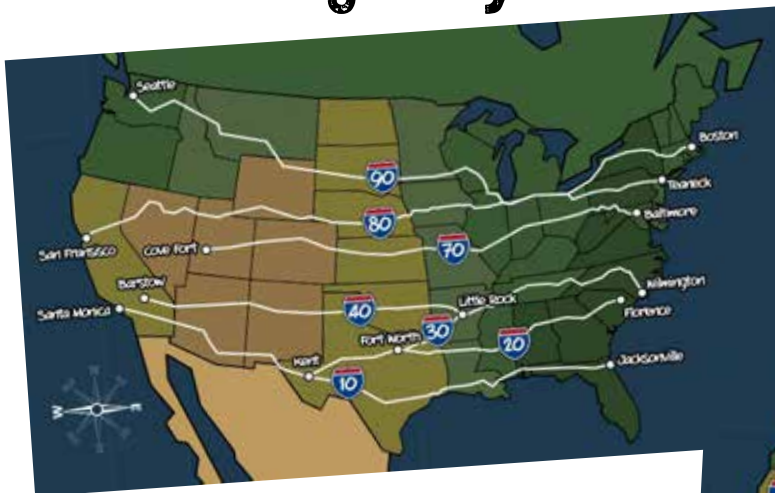 Seattle
Boston
90
Teaneck
80
Baltimore
San Francisco
Cove Fort
70
Barstow
Wilmington
Santa Monica
40
Little Rock
Florence
30
Fort Worth
20
Kent
Jacksonville
10
W
E